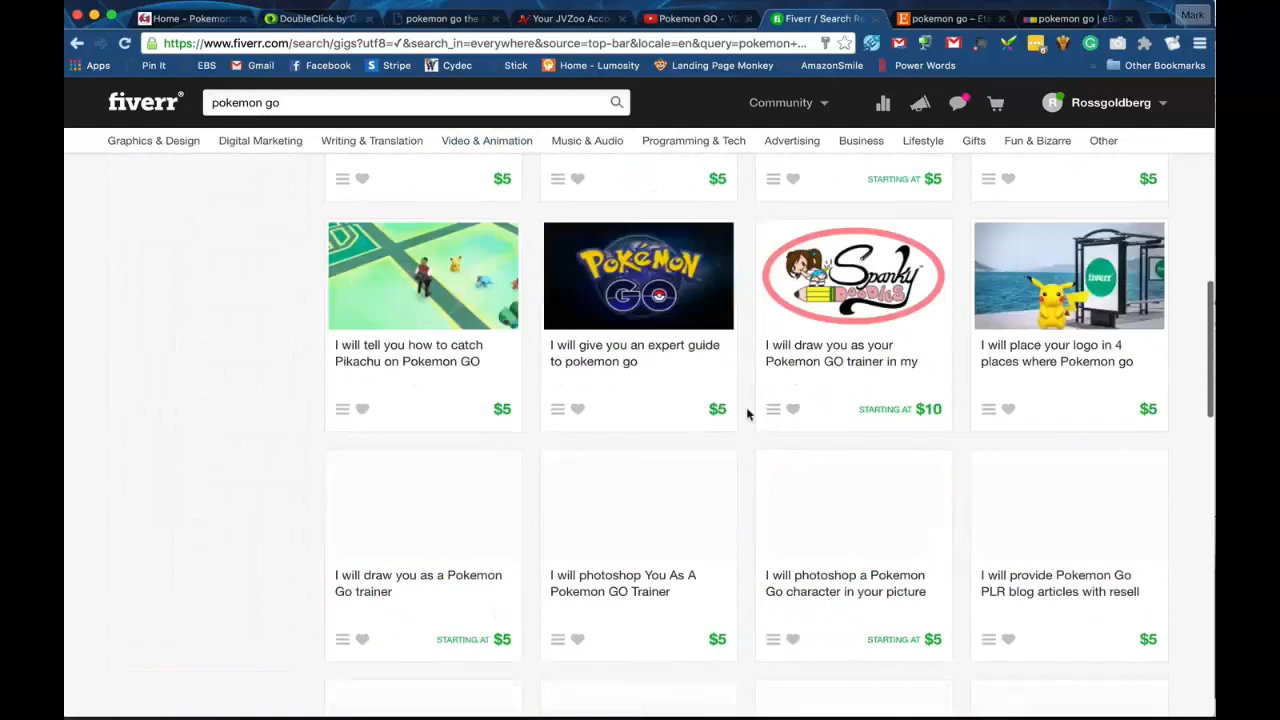 Home - Pokemon
DoubleClick by G
pokemon go the
Your JVZoo Acco
Pokemon GO - Y
Fiverr / Search Re
pokemon go – Ets
pokemon go | eBa
Mark
https://www.fiverr.com/search/gigs?utf8=✓&search_in=everywhere&source=top-bar&locale=en&query=pokemon+...
Apps
Pin It
EBS
Gmail
Facebook
Stripe
Cydec
Stick
Home - Lumosity
Landing Page Monkey
AmazonSmile
Power Words
Other Bookmarks
fiverr®
pokemon go
Community
R
Rossgoldberg
Graphics & Design
Digital Marketing
Writing & Translation
Video & Animation
Music & Audio
Programming & Tech
Advertising
Business
Lifestyle
Gifts
Fun & Bizarre
Other
$5
$5
STARTING AT $5
$5
POKÉMON
GO
Spanky
DOODLES
fiverr
I will tell you how to catch
Pikachu on Pokemon GO
$5
I will give you an expert guide
to pokemon go
$5
I will draw you as your
Pokemon GO trainer in my
STARTING AT $10
I will place your logo in 4
places where Pokemon go
$5
I will draw you as a Pokemon
Go trainer
STARTING AT $5
I will photoshop You As A
Pokemon GO Trainer
$5
I will photoshop a Pokemon
Go character in your picture
STARTING AT $5
I will provide Pokemon Go
PLR blog articles with resell
$5